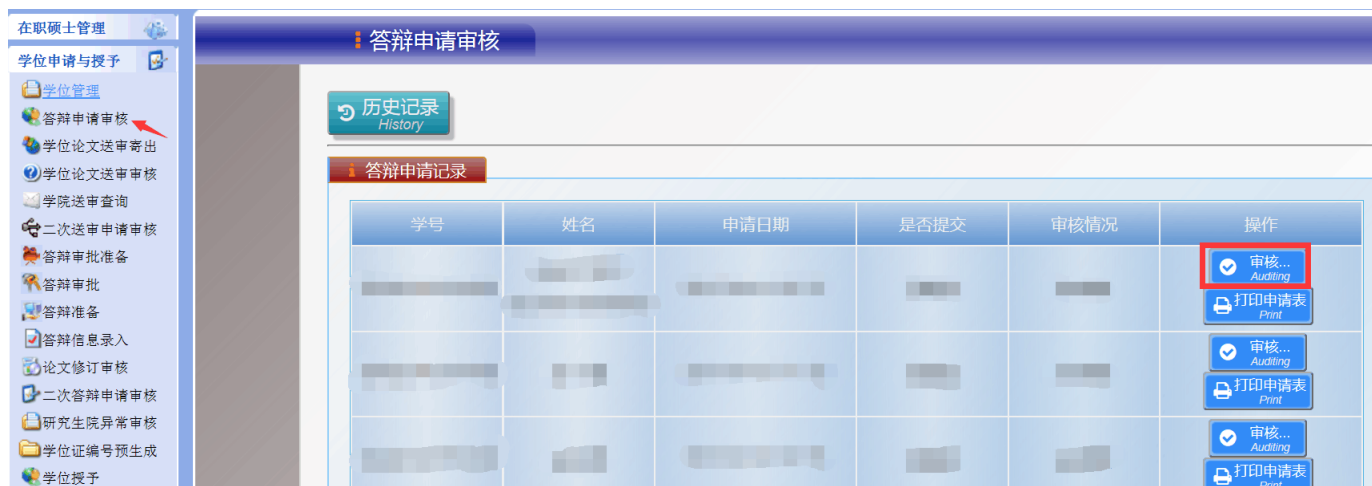 在职硕士管理
学位申请与授予
学位管理
答辩申请审核
学位论文送审寄出
学位论文送审审核
学院送审查询
二次送审申请审核
答辩审批准备
答辩审批
答辩准备
答辩信息录入
论文修订审核
二次答辩申请审核
研究生院异常审核
学位证编号预生成
学位授予
答辩申请审核
历史记录
History
答辩申请记录
学号 姓名 申请日期 是否提交 审核情况 操作
审核...
Auditing
打印申请表
Print
审核...
Auditing
打印申请表
Print
审核...
Auditing
打印申请表
Print